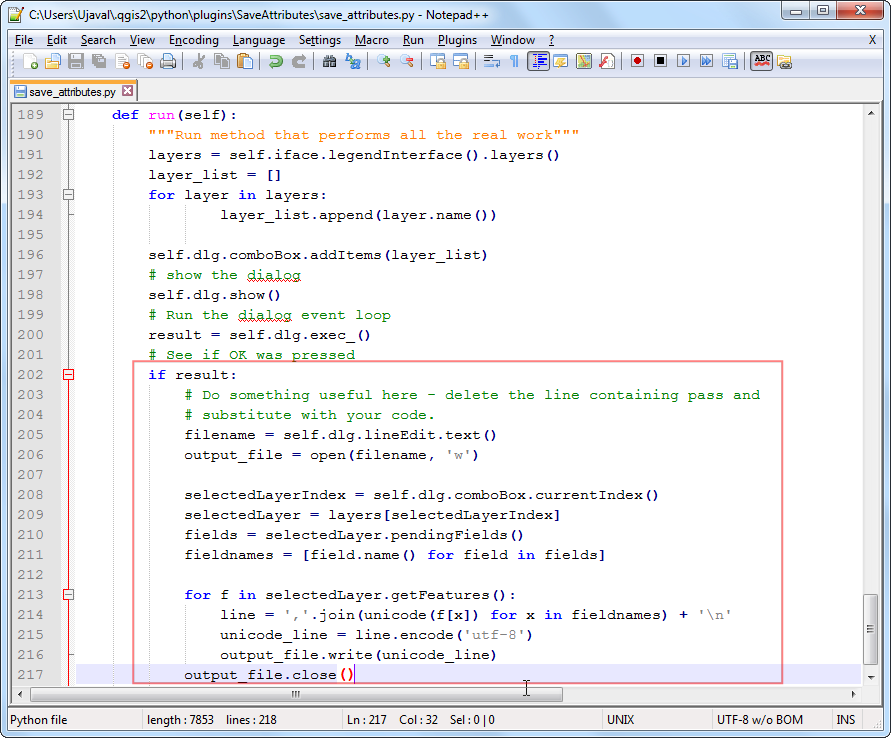 C:\Users\Ujaval\.qgis2\python\plugins\SaveAttributes\save_attributes.py - Notepad++
File Edit Search View Encoding Language Settings Macro Run Plugins Window ? X
ABC
save_attributes.py
189 def run(self):
190 """Run method that performs all the real work"""
191 layers = self.iface.legendInterface().layers()
192 layer_list = []
193 for layer in layers:
194 layer_list.append(layer.name())
195
196 self.dlg.comboBox.addItems(layer_list)
197 # show the dialog
198 self.dlg.show()
199 # Run the dialog event loop
200 result = self.dlg.exec_()
201 # See if OK was pressed
202 if result:
203 # Do something useful here - delete the line containing pass and
204 # substitute with your code.
205 filename = self.dlg.lineEdit.text()
206 output_file = open(filename, 'w')
207
208 selectedLayerIndex = self.dlg.comboBox.currentIndex()
209 selectedLayer = layers[selectedLayerIndex]
210 fields = selectedLayer.pendingFields()
211 fieldnames = [field.name() for field in fields]
212
213 for f in selectedLayer.getFeatures():
214 line = ','.join(unicode(f[x]) for x in fieldnames) + '\n'
215 unicode_line = line.encode('utf-8')
216 output_file.write(unicode_line)
217 output_file.close()
Python file length : 7853 lines : 218 Ln : 217 Col : 32 Sel : 0 | 0 UNIX UTF-8 w/o BOM INS